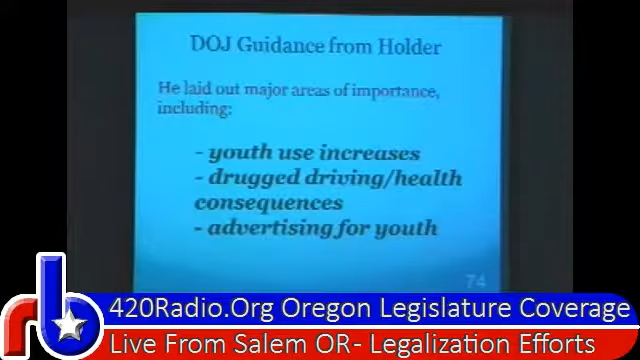 DOJ Guidance from Holder
He laid out major areas of importance,
including:
- youth use increases
- drugged driving/health
consequences
- advertising for youth
74
420Radio.Org Oregon Legislature Coverage
Live From Salem OR- Legalization Efforts